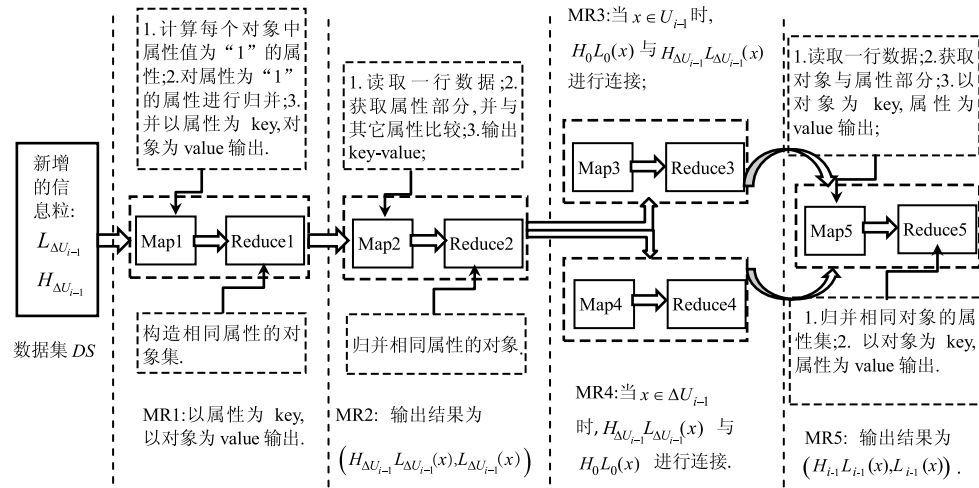 新增
的信
息粒:
L_{ΔU_{i-1}}
H_{ΔU_{i-1}}
数据集 DS
1.计算每个对象中
属性值为“1”的属
性;2.对属性为“1”
的属性进行归并;3.
并以属性为 key,对
象为 value 输出.
Map1
Reduce1
构造相同属性的对
象集.
MR1:以属性为 key,
以对象为 value 输出.
1.读取一行数据;2.
获取属性部分,并与
其它属性比较;3.输出
key-value;
Map2
Reduce2
归并相同属性的对象.
MR2: 输出结果为
(H_{ΔU_{i-1}}L_{ΔU_{i-1}}(x),L_{ΔU_{i-1}}(x))
MR3:当 x∈U_{i-1} 时,
H_0L_0(x) 与 H_{ΔU_{i-1}}L_{ΔU_{i-1}}(x)
进行连接;
Map3
Reduce3
Map4
Reduce4
MR4:当 x∈ΔU_{i-1}
时, H_{ΔU_{i-1}}L_{ΔU_{i-1}}(x) 与
H_0L_0(x) 进行连接.
1.读取一行数据;2.获取
对象与属性部分;3.以
对象为 key,属性为
value 输出;
Map5
Reduce5
1.归并相同对象的属
性集;2. 以对象为 key,
属性为 value 输出.
MR5: 输出结果为
(H_{i-1}L_{i-1}(x),L_{i-1}(x)) .